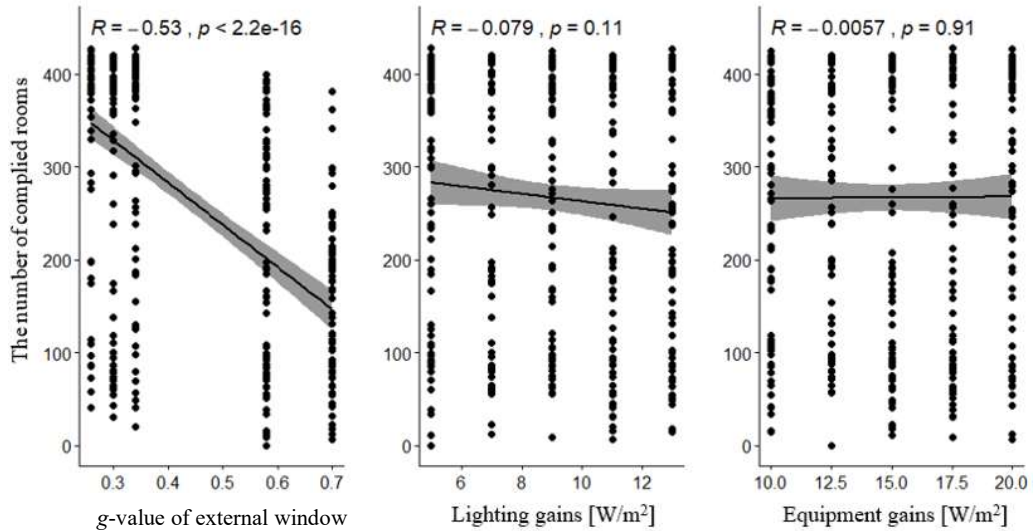 R = −0.53 , p < 2.2e-16
R = −0.079 , p = 0.11
R = −0.0057 , p = 0.91
The number of complied rooms
400
300
200
100
0
0.3 0.4 0.5 0.6 0.7
g-value of external window
400
300
200
100
0
6 8 10 12
Lighting gains [W/m²]
400
300
200
100
0
10.0 12.5 15.0 17.5 20.0
Equipment gains [W/m²]